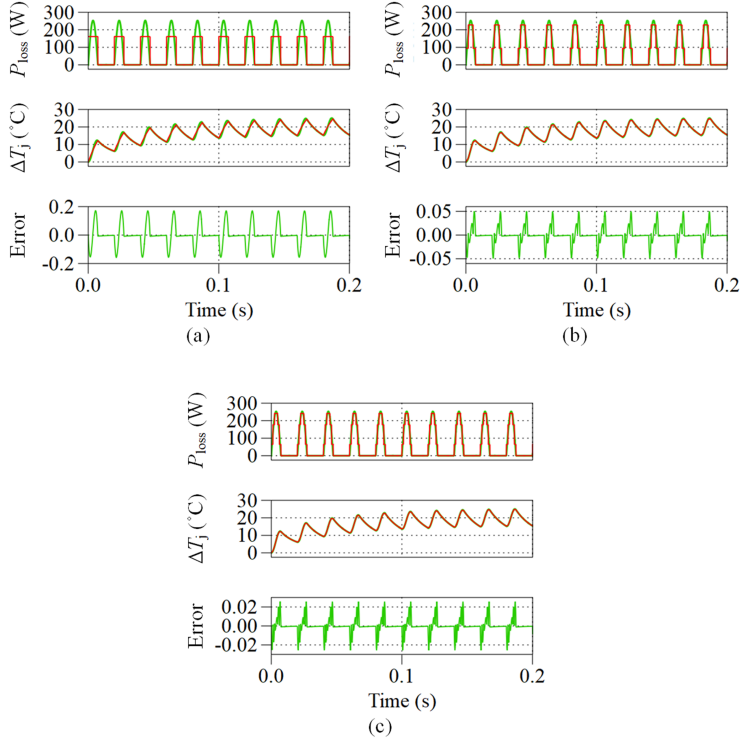 P_loss (W)
300
200
100
0
ΔT_j (˚C)
30
20
10
0
Error
0.2
0.0
-0.2
0.0 0.1 0.2
Time (s)
(a)
P_loss (W)
300
200
100
0
ΔT_j (˚C)
30
20
10
0
Error
0.05
0.00
-0.05
0.0 0.1 0.2
Time (s)
(b)
P_loss (W)
300
200
100
0
ΔT_j (˚C)
30
20
10
0
Error
0.02
0.00
-0.02
0.0 0.1 0.2
Time (s)
(c)